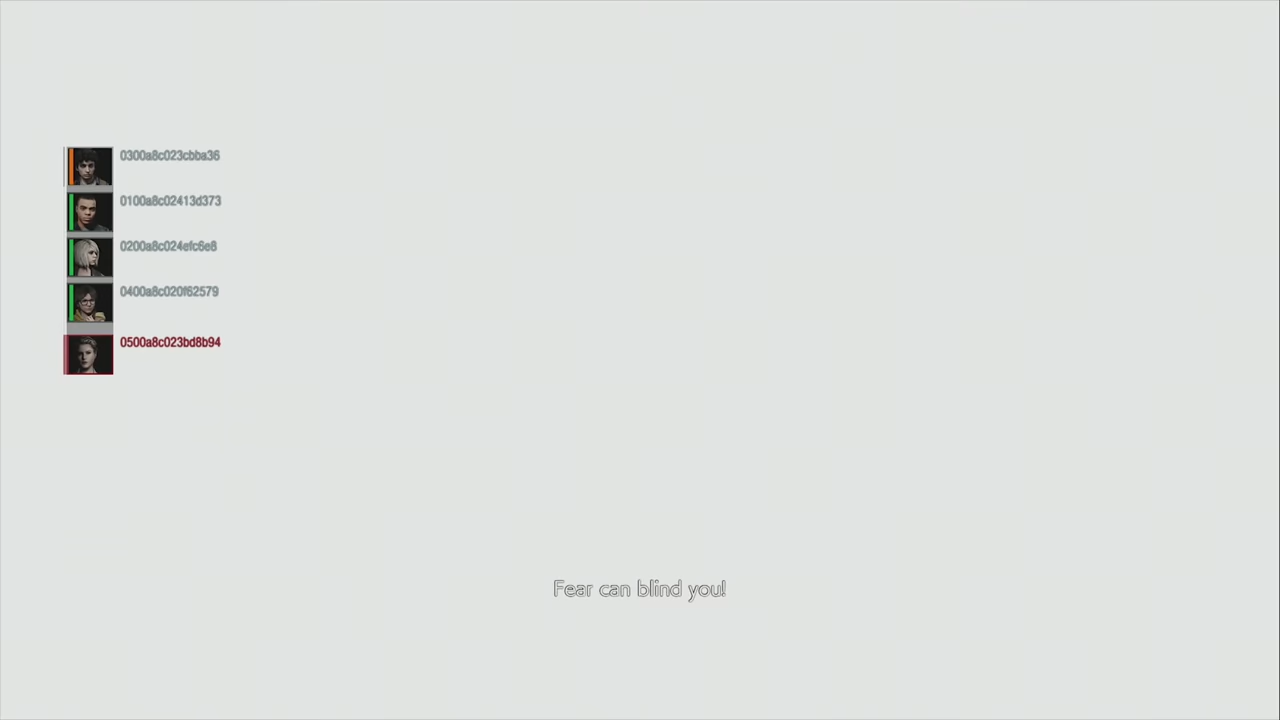 0300a8c023cbba36
0100a8c02413d373
0200a8c024efc6e8
0400a8c020f62579
0500a8c023bd8b94
Fear can blind you!